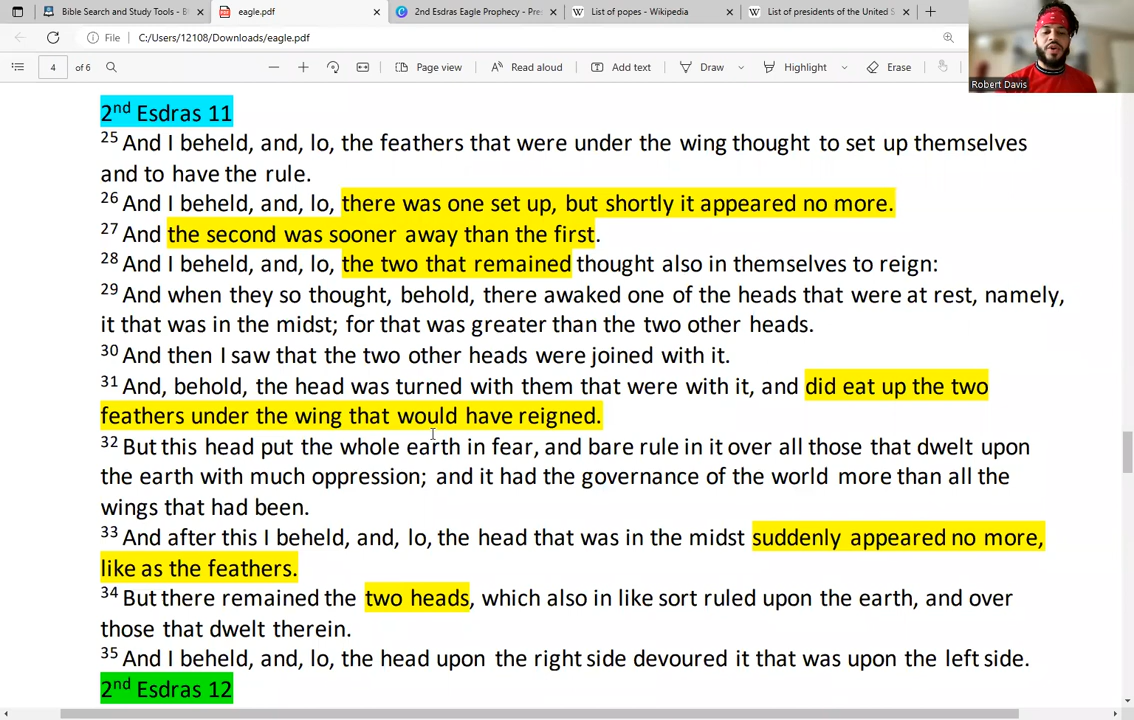 Bible Search and Study Tools - B
eagle.pdf
2nd Esdras Eagle Prophecy - Pre
List of popes - Wikipedia
List of presidents of the United S
File
C:/Users/12108/Downloads/eagle.pdf
4 of 6
Page view
Read aloud
Add text
Draw
Highlight
Erase
Robert Davis
2nd Esdras 11
25 And I beheld, and, lo, the feathers that were under the wing thought to set up themselves
and to have the rule.
26 And I beheld, and, lo, there was one set up, but shortly it appeared no more.
27 And the second was sooner away than the first.
28 And I beheld, and, lo, the two that remained thought also in themselves to reign:
29 And when they so thought, behold, there awaked one of the heads that were at rest, namely,
it that was in the midst; for that was greater than the two other heads.
30 And then I saw that the two other heads were joined with it.
31 And, behold, the head was turned with them that were with it, and did eat up the two
feathers under the wing that would have reigned.
32 But this head put the whole earth in fear, and bare rule in it over all those that dwelt upon
the earth with much oppression; and it had the governance of the world more than all the
wings that had been.
33 And after this I beheld, and, lo, the head that was in the midst suddenly appeared no more,
like as the feathers.
34 But there remained the two heads, which also in like sort ruled upon the earth, and over
those that dwelt therein.
35 And I beheld, and, lo, the head upon the right side devoured it that was upon the left side.
2nd Esdras 12